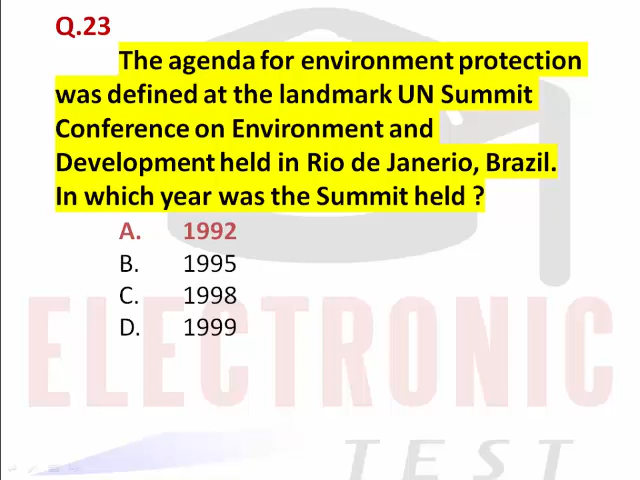 Q.23
The agenda for environment protection
was defined at the landmark UN Summit
Conference on Environment and
Development held in Rio de Janerio, Brazil.
In which year was the Summit held ?
A. 1992
B. 1995
C. 1998
D. 1999
ELECTRONIC
TEST